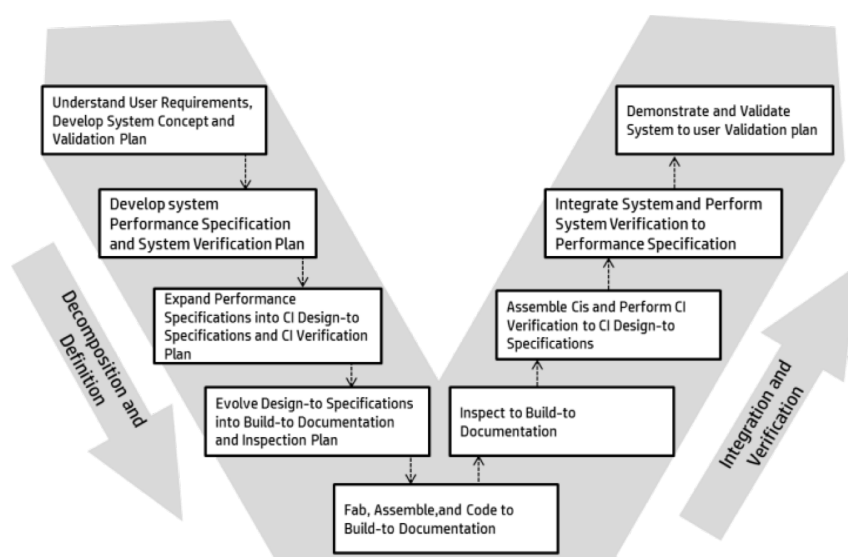 Understand User Requirements,
Develop System Concept and
Validation Plan
Develop system
Performance Specification
and System Verification Plan
Expand Performance
Specifications into CI Design-to
Specifications and CI Verification
Plan
Evolve Design-to Specifications
into Build-to Documentation
and Inspection Plan
Fab, Assemble,and Code to
Build-to Documentation
Inspect to Build-to
Documentation
Assemble Cis and Perform CI
Verification to CI Design-to
Specifications
Integrate System and Perform
System Verification to
Performance Specification
Demonstrate and Validate
System to user Validation plan
Decomposition and
Definition
Integration and
Verification